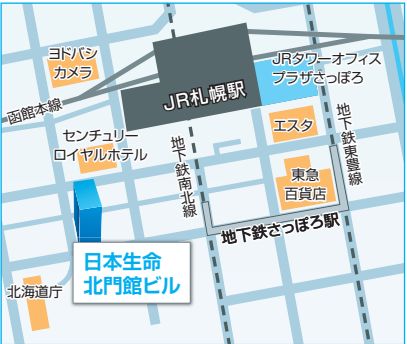 ヨドバシ
カメラ
JR札幌駅
JRタワーオフィス
プラザさっぽろ
函館本線
センチュリー
ロイヤルホテル
地下鉄南北線
エスタ
地下鉄東豊線
東急
百貨店
地下鉄さっぽろ駅
日本生命
北門館ビル
北海道庁